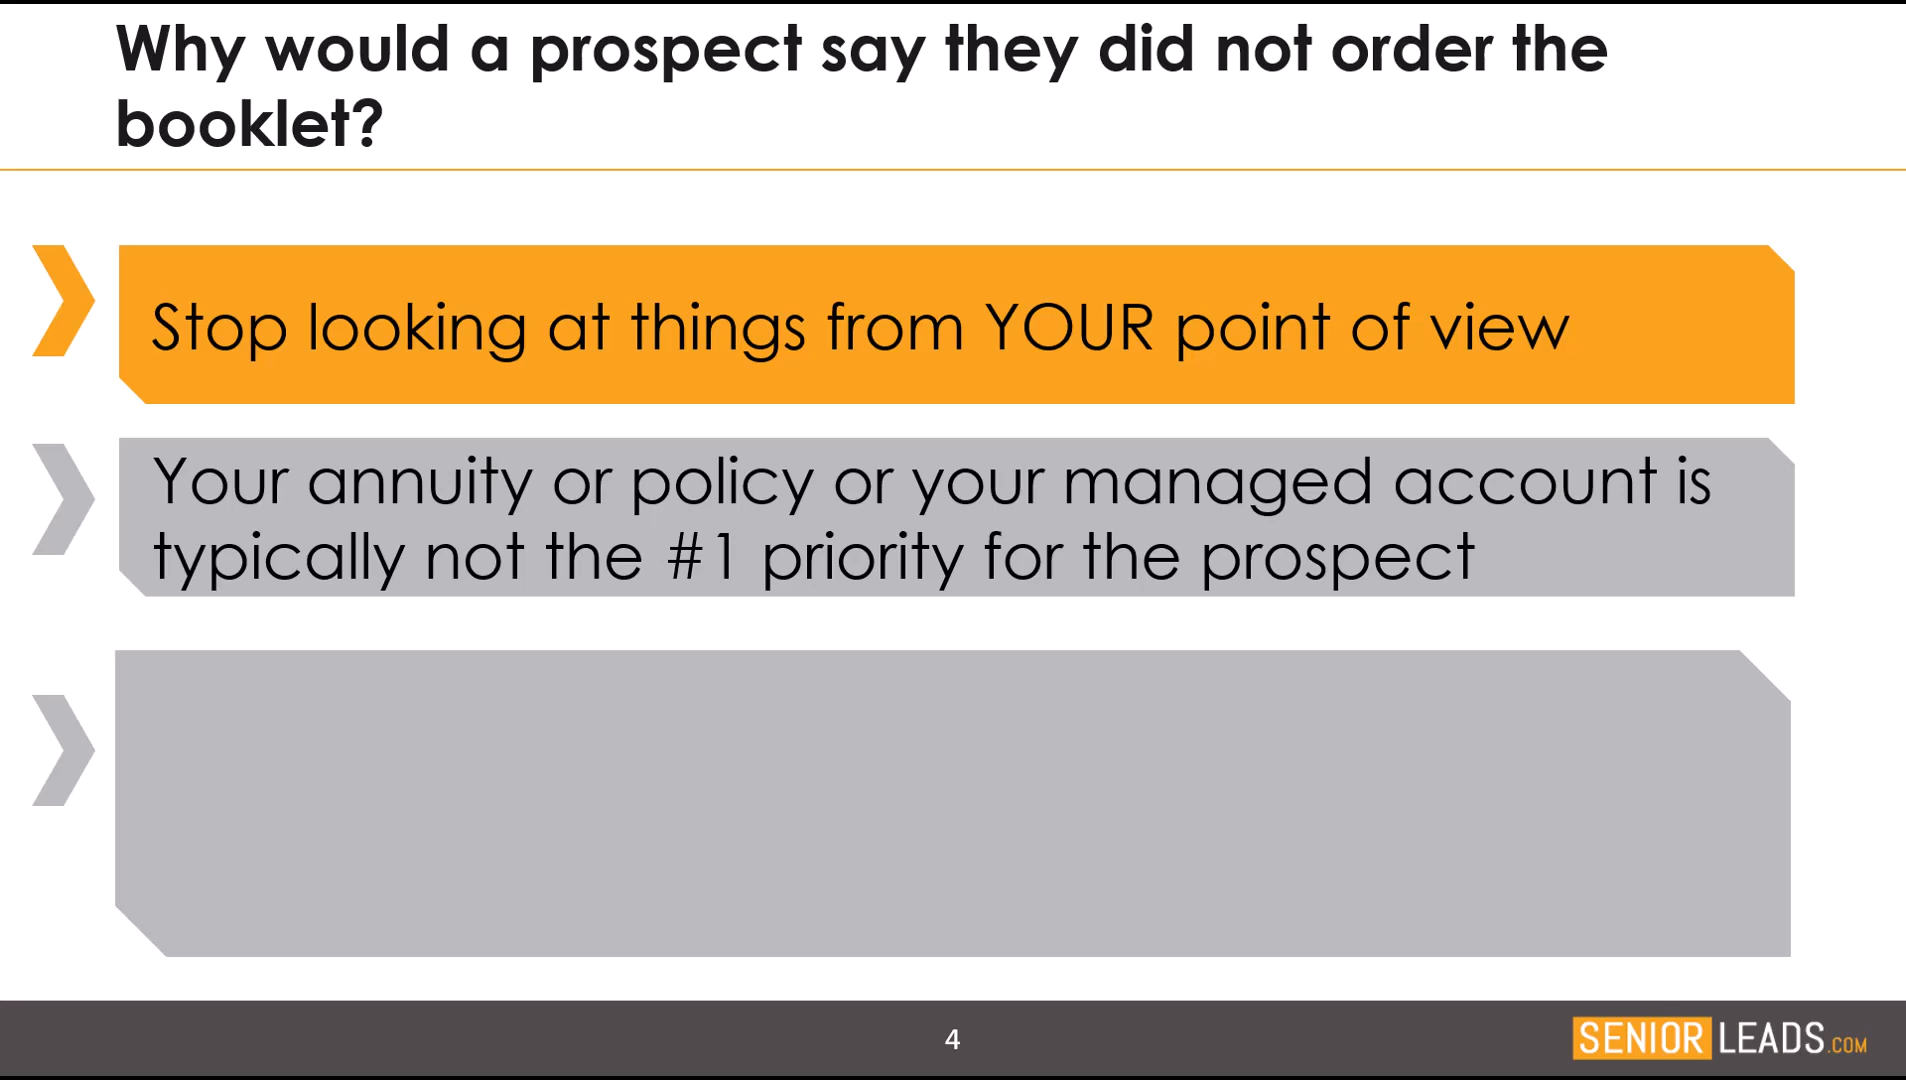 Why would a prospect say they did not order the
booklet?
Stop looking at things from YOUR point of view
Your annuity or policy or your managed account is
typically not the #1 priority for the prospect
4
SENIORLEADS.COM